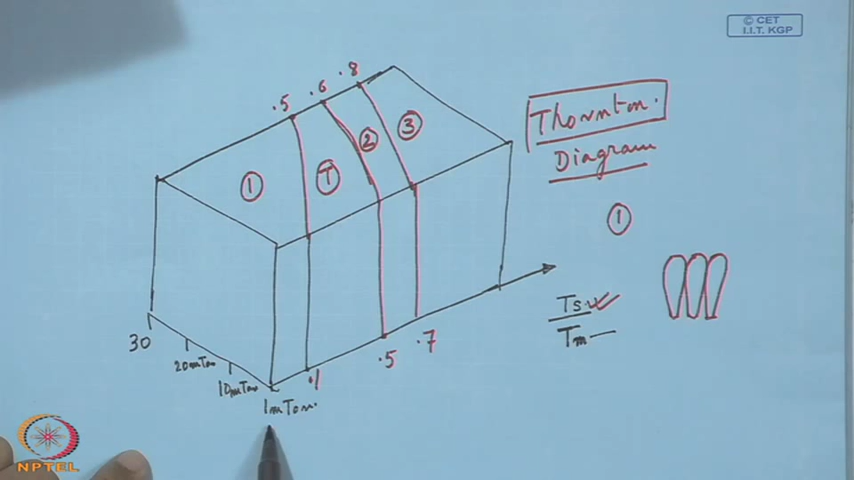 © CET
I.I.T. KGP
.5 .6 .8
Thornton.
Diagram
1 T 2 3
1
Ts
Tm
30
20mTorr
10mTorr
1mTorr.
.1
.5
.7
NPTEL